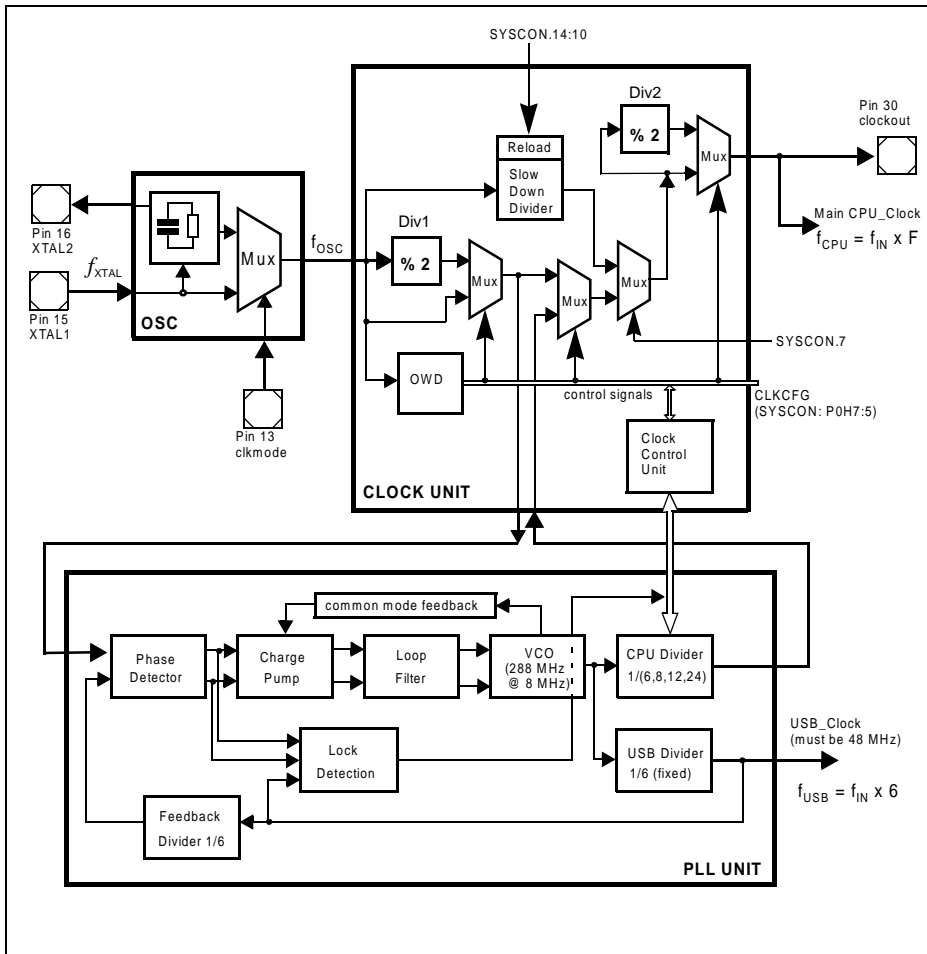 SYSCON.14:10
Div2
% 2
Mux
Pin 30
clockout
Main CPU_Clock
fCPU = fIN x F
Reload
Slow
Down
Divider
Pin 16
XTAL2
fXTAL
Pin 15
XTAL1
Mux
OSC
fOSC
Div1
% 2
Mux
Mux
Mux
SYSCON.7
OWD
control signals
CLKCFG
(SYSCON: P0H7:5)
Pin 13
clkmode
Clock
Control
Unit
CLOCK UNIT
common mode feedback
Phase
Detector
Charge
Pump
Loop
Filter
VCO
(288 MHz
@ 8 MHz)
CPU Divider
1/(6,8,12,24)
Lock
Detection
USB Divider
1/6 (fixed)
USB_Clock
(must be 48 MHz)
fUSB = fIN x 6
Feedback
Divider 1/6
PLL UNIT